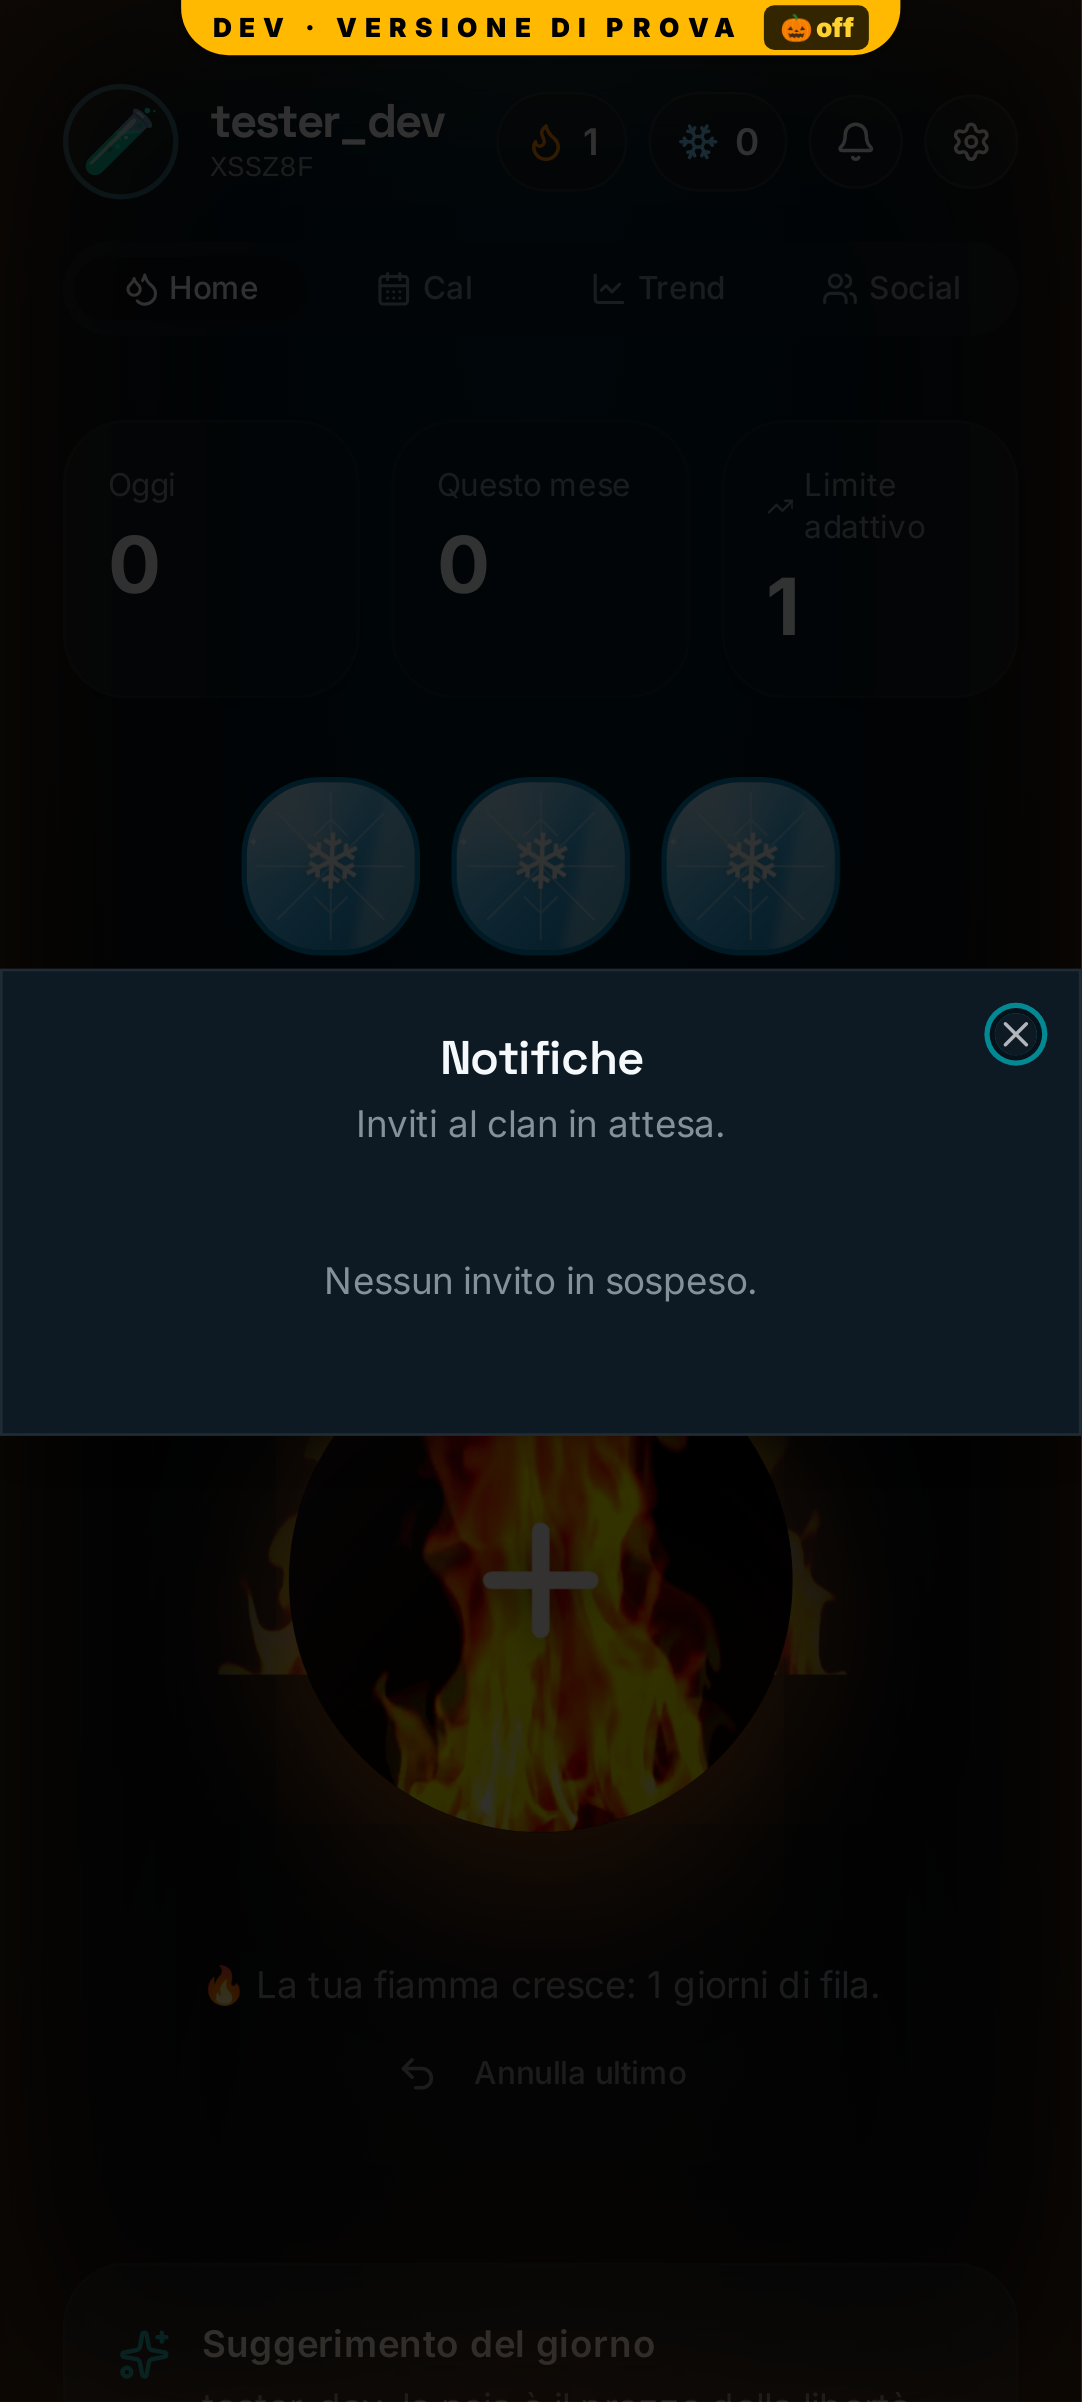 DEV · VERSIONE DI PROVA 🎃 off
tester_dev
XSSZ8F
1
0
Home
Cal
Trend
Social
Oggi
0
Questo mese
0
Limite
adattivo
1
Notifiche
Inviti al clan in attesa.
Nessun invito in sospeso.
🔥 La tua fiamma cresce: 1 giorni di fila.
Annulla ultimo
Suggerimento del giorno